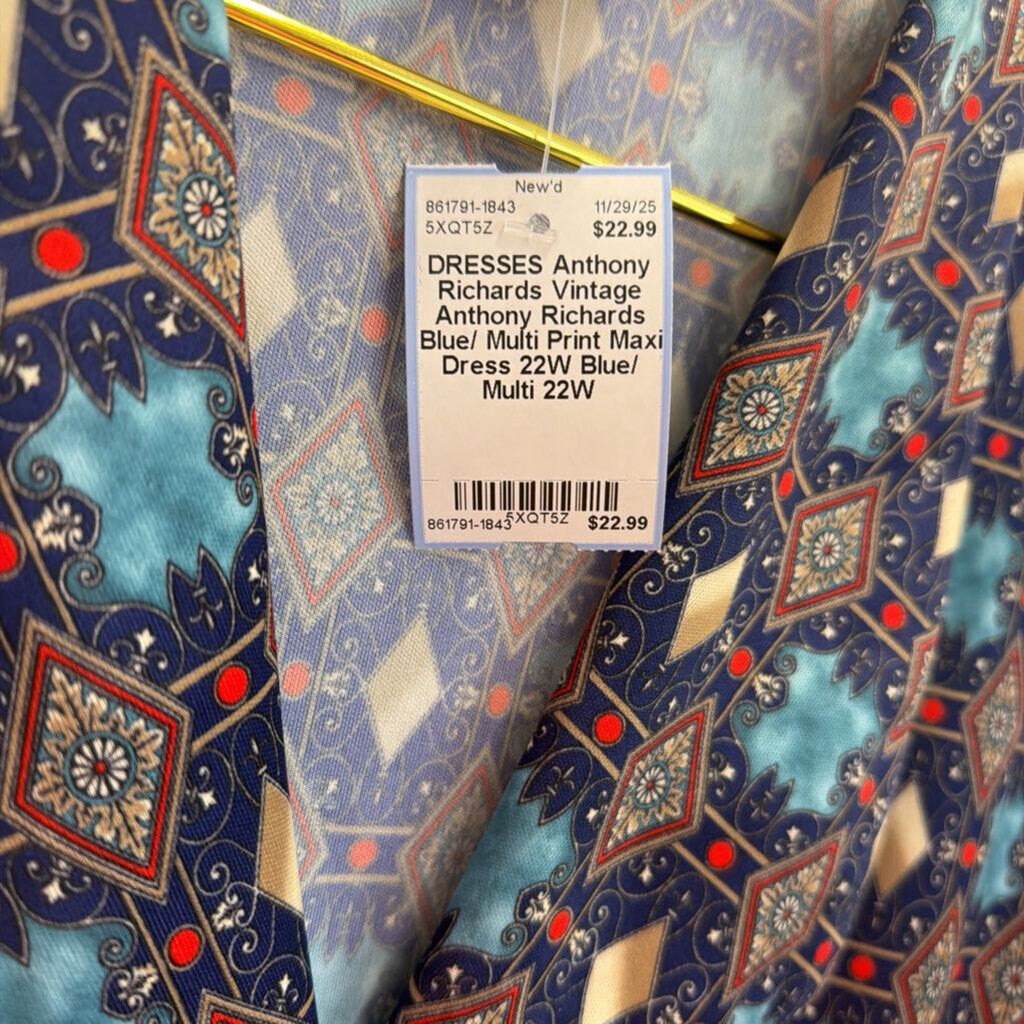 New'd
861791-1843 11/29/25
5XQT5Z $22.99
DRESSES Anthony
Richards Vintage
Anthony Richards
Blue/ Multi Print Maxi
Dress 22W Blue/
Multi 22W
861791-1843 5XQT5Z $22.99